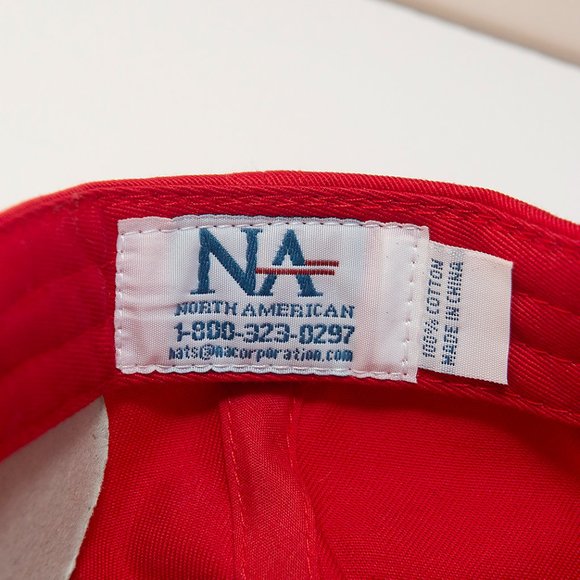 NA
NORTH AMERICAN
1-800-323-0297
hats@nacorporation.com
100% COTTON
MADE IN CHINA